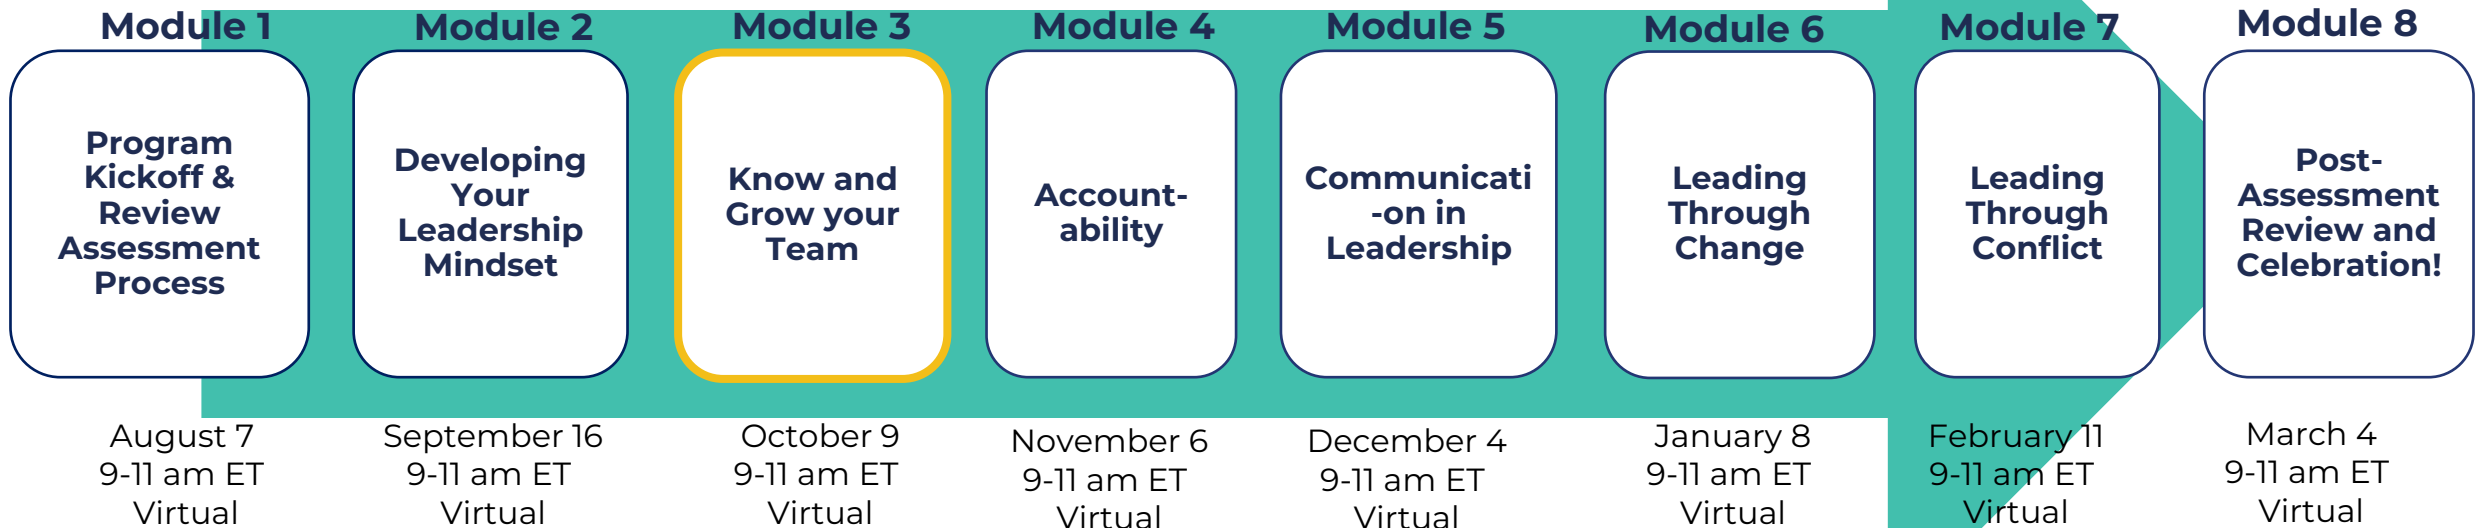 Module 1
Program
Kickoff &
Review
Assessment
Process
August 7
9-11 am ET
Virtual
Module 2
Developing
Your
Leadership
Mindset
September 16
9-11 am ET
Virtual
Module 3
Know and
Grow your
Team
October 9
9-11 am ET
Virtual
Module 4
Account-
ability
November 6
9-11 am ET
Virtual
Module 5
Communicati
-on in
Leadership
December 4
9-11 am ET
Virtual
Module 6
Leading
Through
Change
January 8
9-11 am ET
Virtual
Module 7
Leading
Through
Conflict
February 11
9-11 am ET
Virtual
Module 8
Post-
Assessment
Review and
Celebration!
March 4
9-11 am ET
Virtual